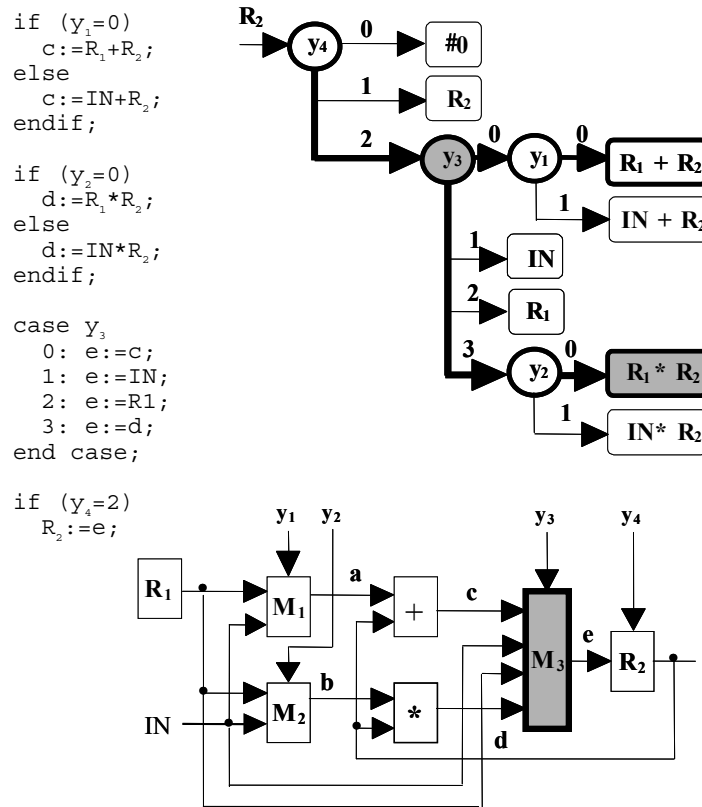 if (y₁=0)
c:=R₁+R₂;
else
c:=IN+R₂;
endif;
if (y₂=0)
d:=R₁*R₂;
else
d:=IN*R₂;
endif;
case y₃
0: e:=c;
1: e:=IN;
2: e:=R1;
3: e:=d;
end case;
if (y₄=2)
R₂:=e;
R₂
y₄
0
#0
1
R₂
2
y₃
0
y₁
0
R₁ + R₂
1
IN + R₂
1
IN
2
R₁
3
y₂
0
R₁* R₂
1
IN* R₂
y₁
y₂
y₃
y₄
R₁
M₁
a
+
c
M₃
e
R₂
IN
M₂
b
*
d